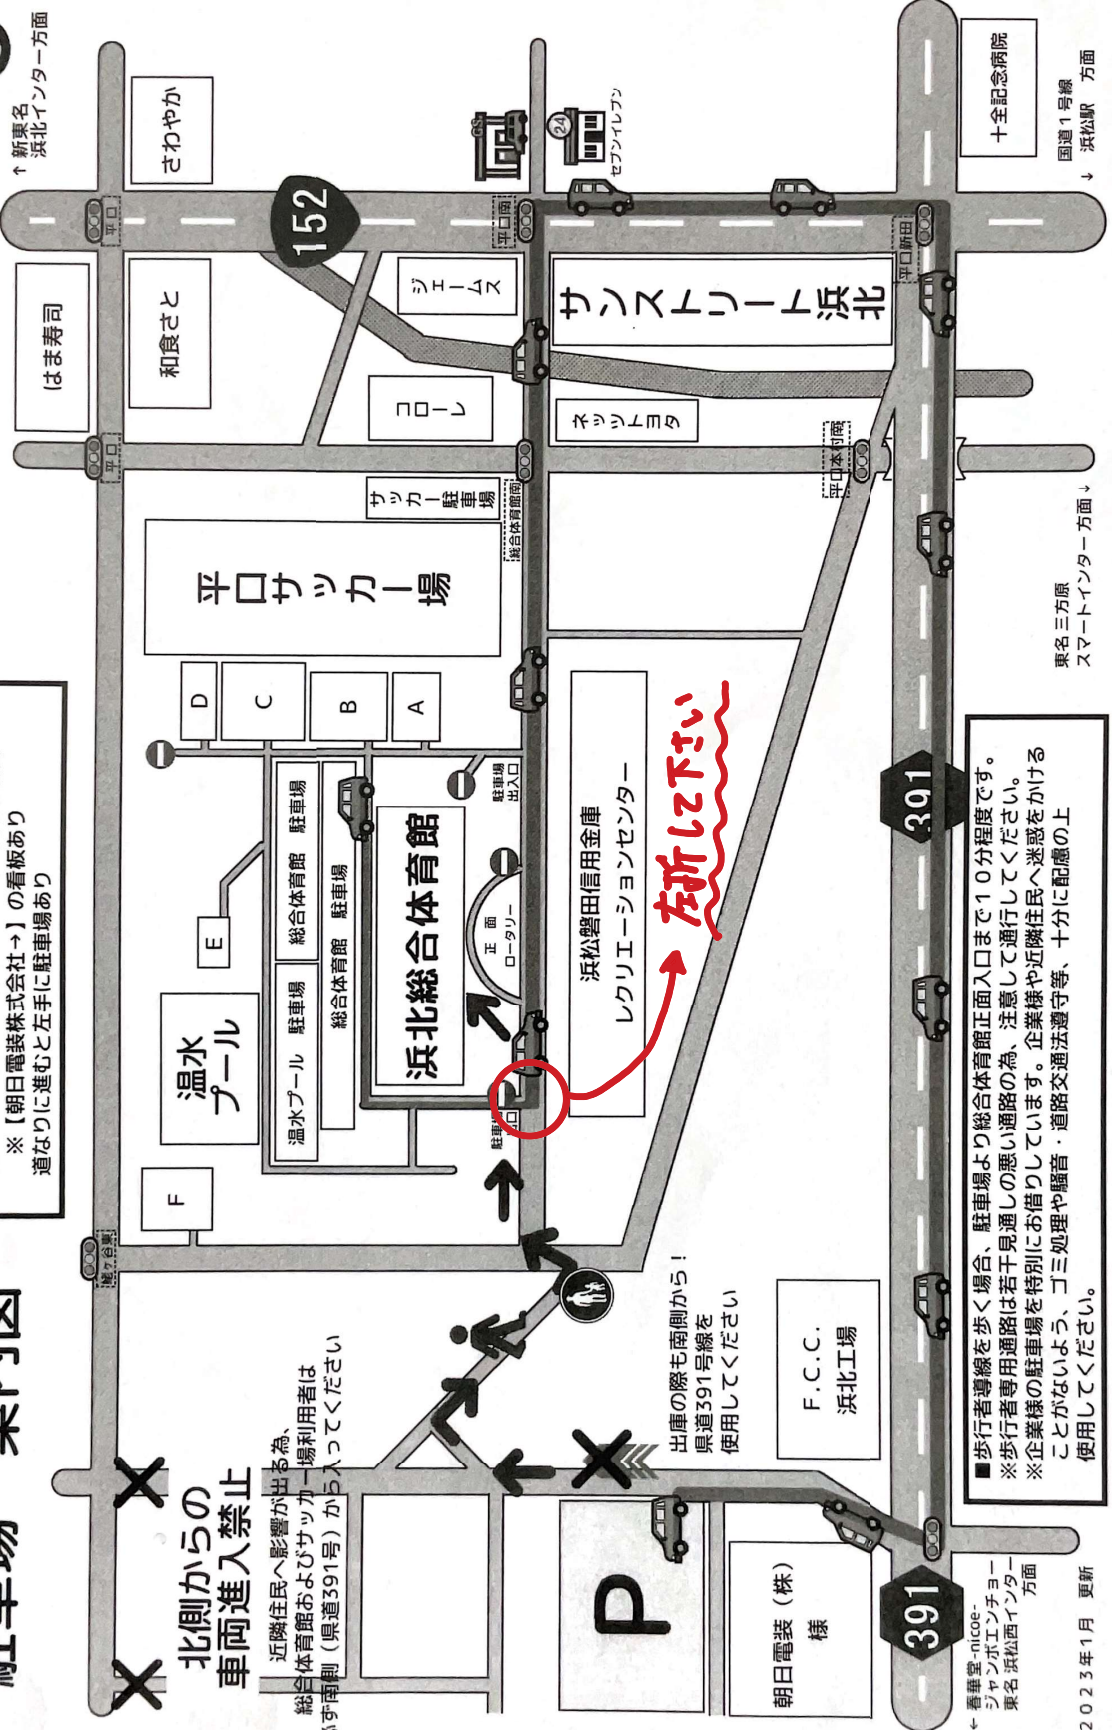 駐車場 案内図
※【朝日電装株式会社→】の看板あり
道なりに進むと左手に駐車場あり
↑ 新東名
浜北インター方面
さわやか
はま寿司
和食さと
平口
平口
152
GS
24
セブンイレブン
平口南
ジェームス
コローレ
サンストリート浜北
ネッツトヨタ
平口新田
十全記念病院
国道1号線
↓ 浜松駅 方面
平口本村南
東名三方原
スマートインター方面↓
サッカー駐車場
総合体育館南
平口サッカー場
D
C
B
A
E
F
総合体育館 駐車場
総合体育館 駐車場
温水プール 駐車場
温水
プール
浜北総合体育館
正面
ロータリー
駐車場
出入口
駐車場
出口
浜松磐田信用金庫
レクリエーションセンター
左折して下さい
391
鮑ヶ谷東
北側からの
車両進入禁止
近隣住民へ影響が出る為、
総合体育館およびサッカー場利用者は
必ず南側（県道391号）から入ってください
出庫の際も南側から！
県道391号線を
使用してください
F.C.C.
浜北工場
P
朝日電装（株）
様
391
■歩行者導線を歩く場合、駐車場より総合体育館正面入口まで１０分程度です。
※歩行者専用通路は若干見通しの悪い通路の為、注意して通行してください。
※企業様の駐車場を特別にお借りしています。企業様や近隣住民へ迷惑をかける
ことがないよう、ゴミ処理や騒音・道路交通法遵守等、十分に配慮の上
使用してください。
← 春華堂-nicoe-
ジャンボエンチョー
東名 浜松西インター
方面
２０２３年１月 更新